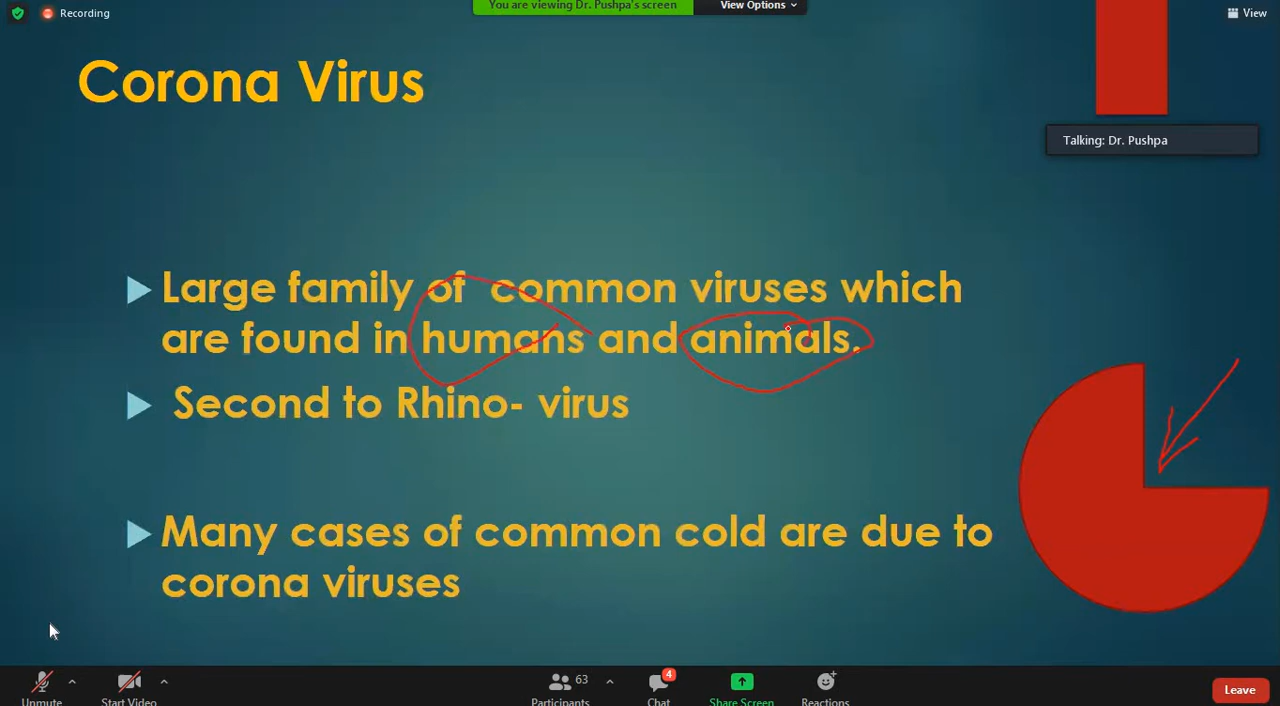 Recording
You are viewing Dr. Pushpa's screen
View Options
View
Corona Virus
Talking: Dr. Pushpa
Large family of common viruses which
are found in humans and animals.
Second to Rhino- virus
Many cases of common cold are due to
corona viruses
63
4
Unmute
Start Video
Participants
Chat
Share Screen
Reactions
Leave